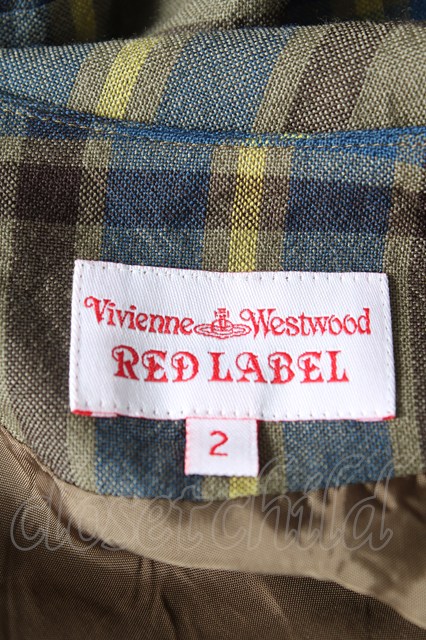 Vivienne Westwood
RED LABEL
2
closet child